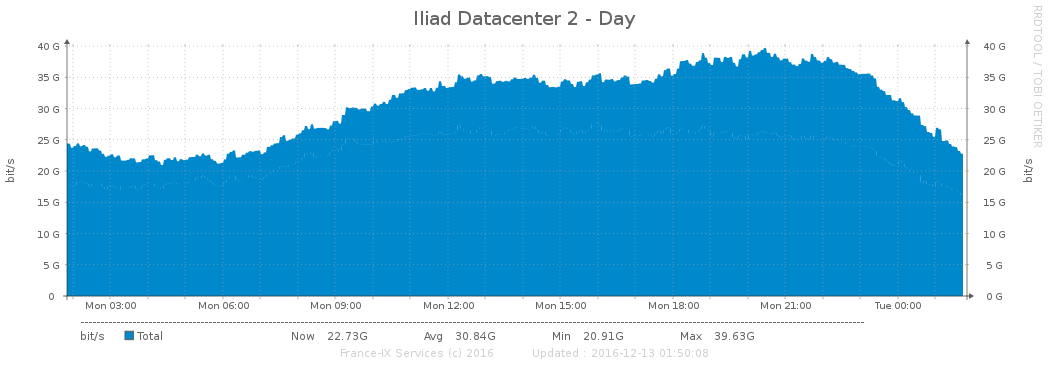 Iliad Datacenter 2 - Day
RRDTOOL / TOBI OETIKER
40 G 40 G
35 G 35 G
30 G 30 G
25 G 25 G
20 G 20 G
15 G 15 G
10 G 10 G
5 G 5 G
0 0 G
bit/s bit/s
Mon 03:00 Mon 06:00 Mon 09:00 Mon 12:00 Mon 15:00 Mon 18:00 Mon 21:00 Tue 00:00
bit/s Total Now 22.73G Avg 30.84G Min 20.91G Max 39.63G
France-IX Services (c) 2016 Updated : 2016-12-13 01:50:08